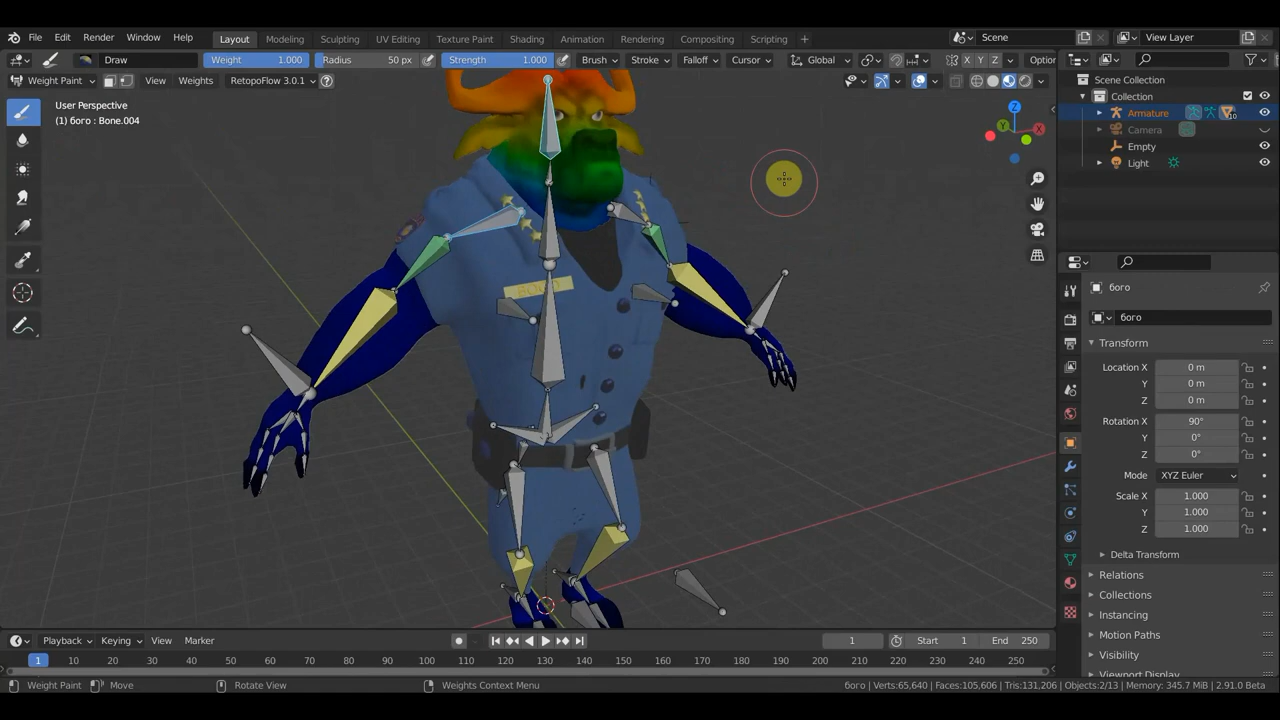 File Edit Render Window Help Layout Modeling Sculpting UV Editing Texture Paint Shading Animation Rendering Compositing Scripting + Scene View Layer
Draw Weight 1.000 Radius 50 px Strength 1.000 Brush Stroke Falloff Cursor Global X Y Z
Weight Paint View Weights RetopoFlow 3.0.1 Option
User Perspective
(1) бого : Bone.004
Z
Y
X
Scene Collection
Collection
Armature 10
Camera
Empty
Light
бого
бого
Transform
Location X 0 m
Y 0 m
Z 0 m
Rotation X 90°
Y 0°
Z 0°
Mode XYZ Euler
Scale X 1.000
Y 1.000
Z 1.000
Delta Transform
Relations
Collections
Instancing
Motion Paths
Visibility
Viewport Display
Playback Keying View Marker 1 Start 1 End 250
1 10 20 30 40 50 60 70 80 90 100 110 120 130 140 150 160 170 180 190 200 210 220 230 240 250
Weight Paint Move Rotate View Weights Context Menu бого | Verts:65,640 | Faces:105,606 | Tris:131,206 | Objects:2/13 | Memory: 345.7 MiB | 2.91.0 Beta